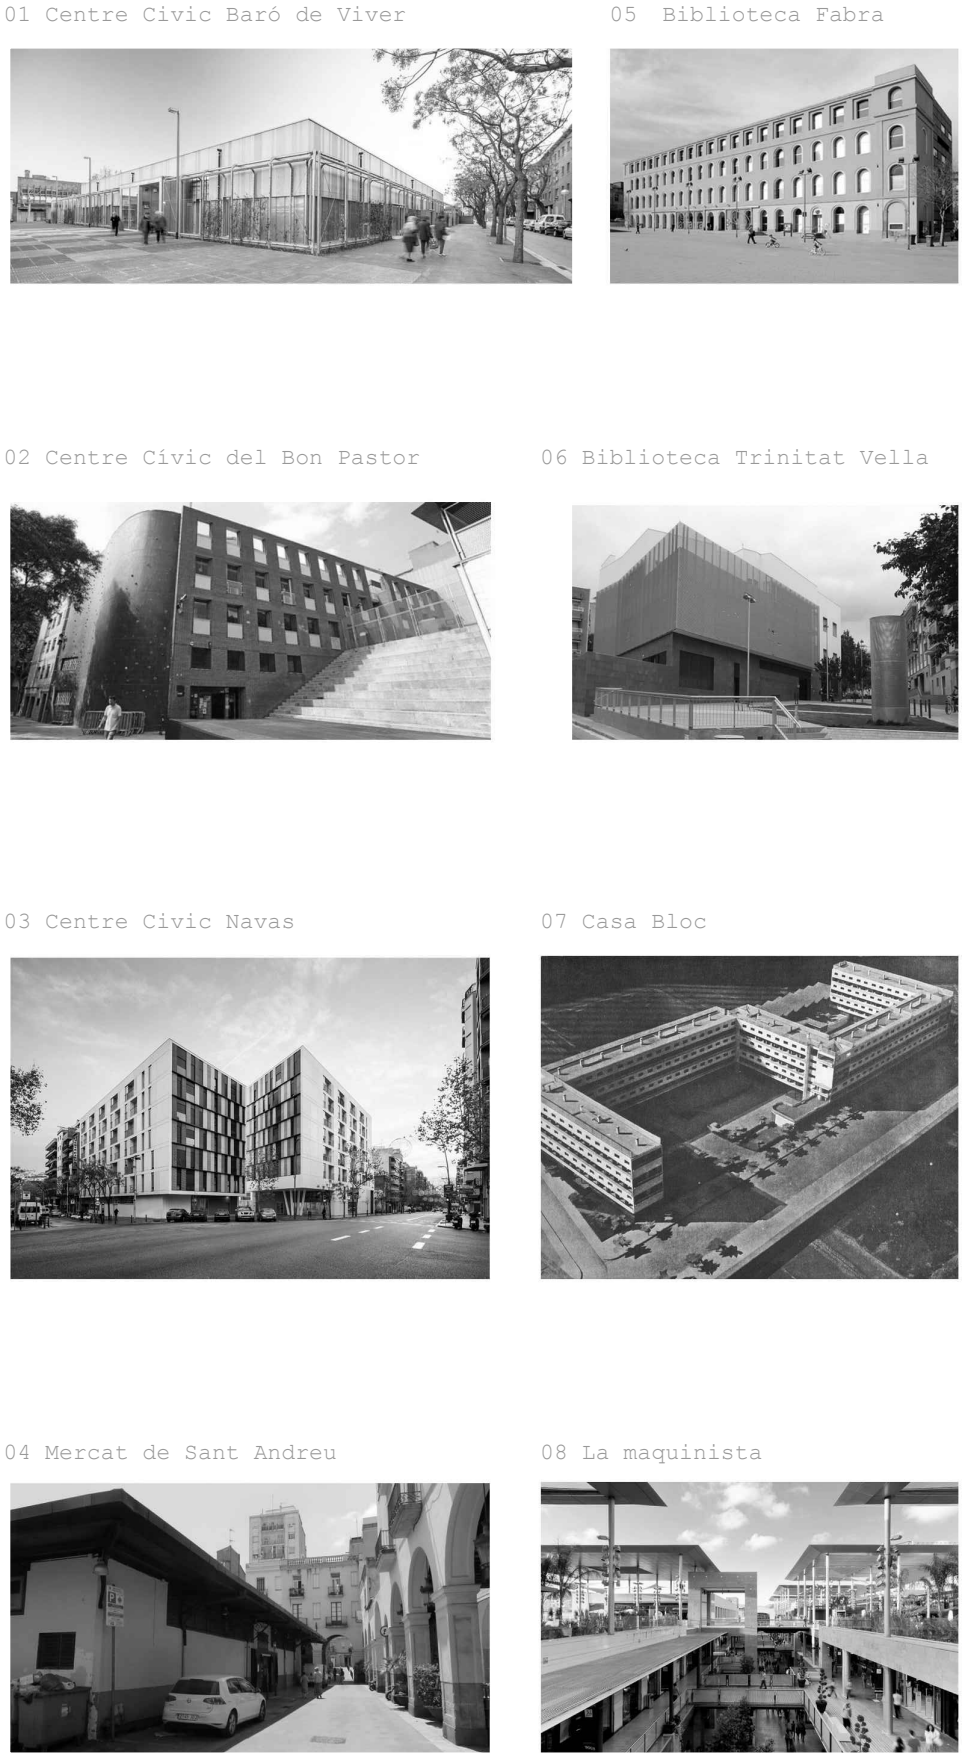 01 Centre Civic Baró de Viver
05 Biblioteca Fabra
02 Centre Cívic del Bon Pastor
06 Biblioteca Trinitat Vella
03 Centre Civic Navas
07 Casa Bloc
04 Mercat de Sant Andreu
08 La maquinista